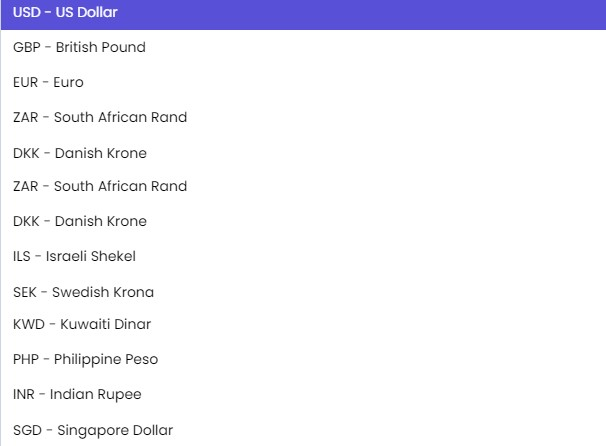 USD - US Dollar
GBP - British Pound
EUR - Euro
ZAR - South African Rand
DKK - Danish Krone
ZAR - South African Rand
DKK - Danish Krone
ILS - Israeli Shekel
SEK - Swedish Krona
KWD - Kuwaiti Dinar
PHP - Philippine Peso
INR - Indian Rupee
SGD - Singapore Dollar